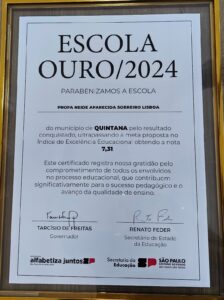 ESCOLA
OURO/2024
PARABENIZAMOS A ESCOLA
PROFA NEIDE APARECIDA SOBREIRO LISBOA
do município de QUINTANA pelo resultado
conquistado, ultrapassando a meta proposta no
Índice de Excelência Educacional obtendo a nota
7,31
Este certificado registra nossa gratidão pelo
comprometimento de todos os envolvidos
no processo educacional, que contribuem
significativamente para o sucesso pedagógico e o
avanço da qualidade de ensino.
TARCÍSIO DE FREITAS
Governador
RENATO FEDER
Secretário de Estado
da Educação
alfabetiza juntos
Secretaria da
Educação
SÃO PAULO